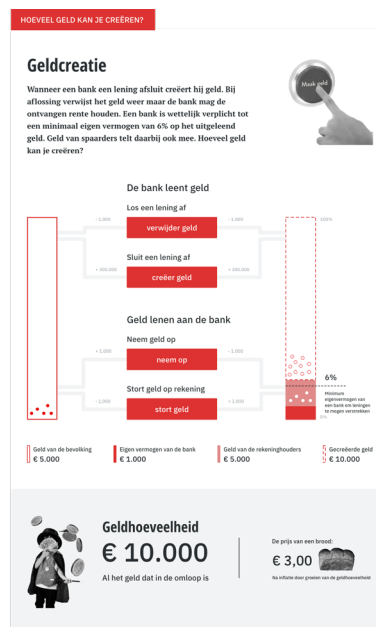 HOEVEEL GELD KAN JE CREËREN?
Geldcreatie
Wanneer een bank een lening afsluit creëert hij geld. Bij
aflossing verwijst het geld weer maar de bank mag de
ontvangen rente houden. Een bank is wettelijk verplicht tot
een minimaal eigen vermogen van 6% op het uitgeleend
geld. Geld van spaarders telt daarbij ook mee. Hoeveel geld
kan je creëren?
Maak geld
De bank leent geld
Los een lening af
- 1.000
verwijder geld
- 1.000
100%
Sluit een lening af
+ 300.000
creëer geld
+ 300.000
Geld lenen aan de bank
Neem geld op
+ 1.000
neem op
- 1.000
6%
Minimum
eigenvermogen van
een bank om leningen
te mogen verstrekken
Stort geld op rekening
- 1.000
stort geld
+ 1.000
0%
Geld van de bevolking
€ 5.000
Eigen vermogen van de bank
€ 1.000
Geld van de rekeninghouders
€ 5.000
Gecreëerde geld
€ 10.000
Geldhoeveelheid
€ 10.000
Al het geld dat in de omloop is
De prijs van een brood:
€ 3,00
Na inflatie door groeien van de geldhoeveelheid